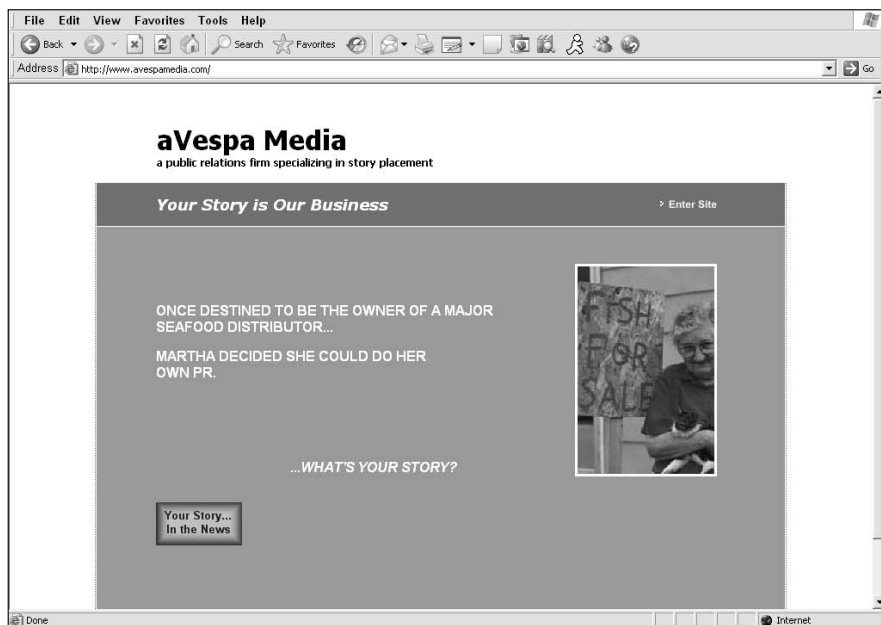 File Edit View Favorites Tools Help
Back Search Favorites
Address http://www.avespamedia.com/ Go
aVespa Media
a public relations firm specializing in story placement
Your Story is Our Business Enter Site
ONCE DESTINED TO BE THE OWNER OF A MAJOR
SEAFOOD DISTRIBUTOR...
MARTHA DECIDED SHE COULD DO HER
OWN PR.
FISH
FOR
SALE
...WHAT'S YOUR STORY?
Your Story...
In the News
Done Internet